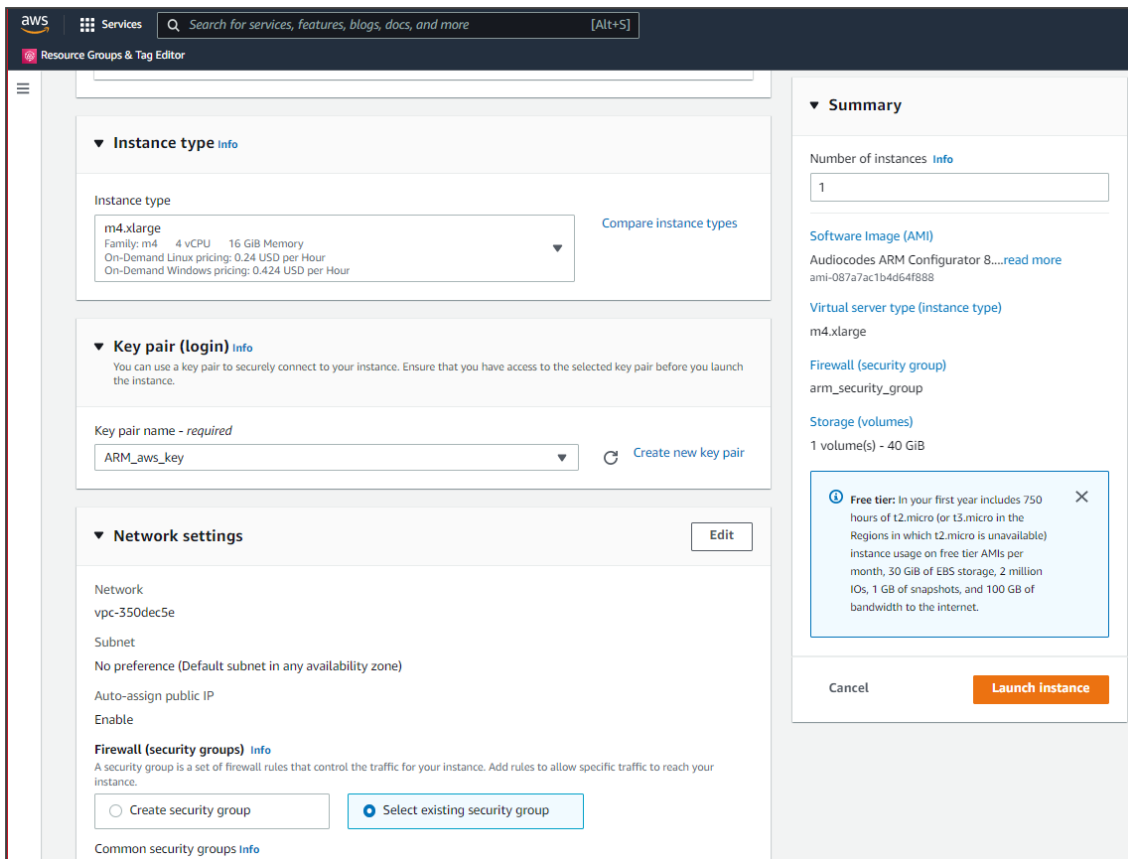 aws
Services
Search for services, features, blogs, docs, and more
[Alt+S]
Resource Groups & Tag Editor
Instance type Info
Instance type
m4.xlarge
Family: m4 4 vCPU 16 GiB Memory
On-Demand Linux pricing: 0.24 USD per Hour
On-Demand Windows pricing: 0.424 USD per Hour
Compare instance types
Key pair (login) Info
You can use a key pair to securely connect to your instance. Ensure that you have access to the selected key pair before you launch
the instance.
Key pair name - required
ARM_aws_key
Create new key pair
Network settings
Edit
Network
vpc-350dec5e
Subnet
No preference (Default subnet in any availability zone)
Auto-assign public IP
Enable
Firewall (security groups) Info
A security group is a set of firewall rules that control the traffic for your instance. Add rules to allow specific traffic to reach your
instance.
Create security group
Select existing security group
Common security groups Info
Summary
Number of instances Info
1
Software Image (AMI)
Audiocodes ARM Configurator 8....read more
ami-087a7ac1b4d64f888
Virtual server type (instance type)
m4.xlarge
Firewall (security group)
arm_security_group
Storage (volumes)
1 volume(s) - 40 GiB
Free tier: In your first year includes 750
hours of t2.micro (or t3.micro in the
Regions in which t2.micro is unavailable)
instance usage on free tier AMIs per
month, 30 GiB of EBS storage, 2 million
IOs, 1 GB of snapshots, and 100 GB of
bandwidth to the internet.
Cancel
Launch instance